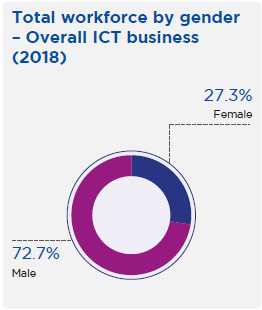 Total workforce by gender
– Overall ICT business
(2018)
27.3%
Female
72.7%
Male